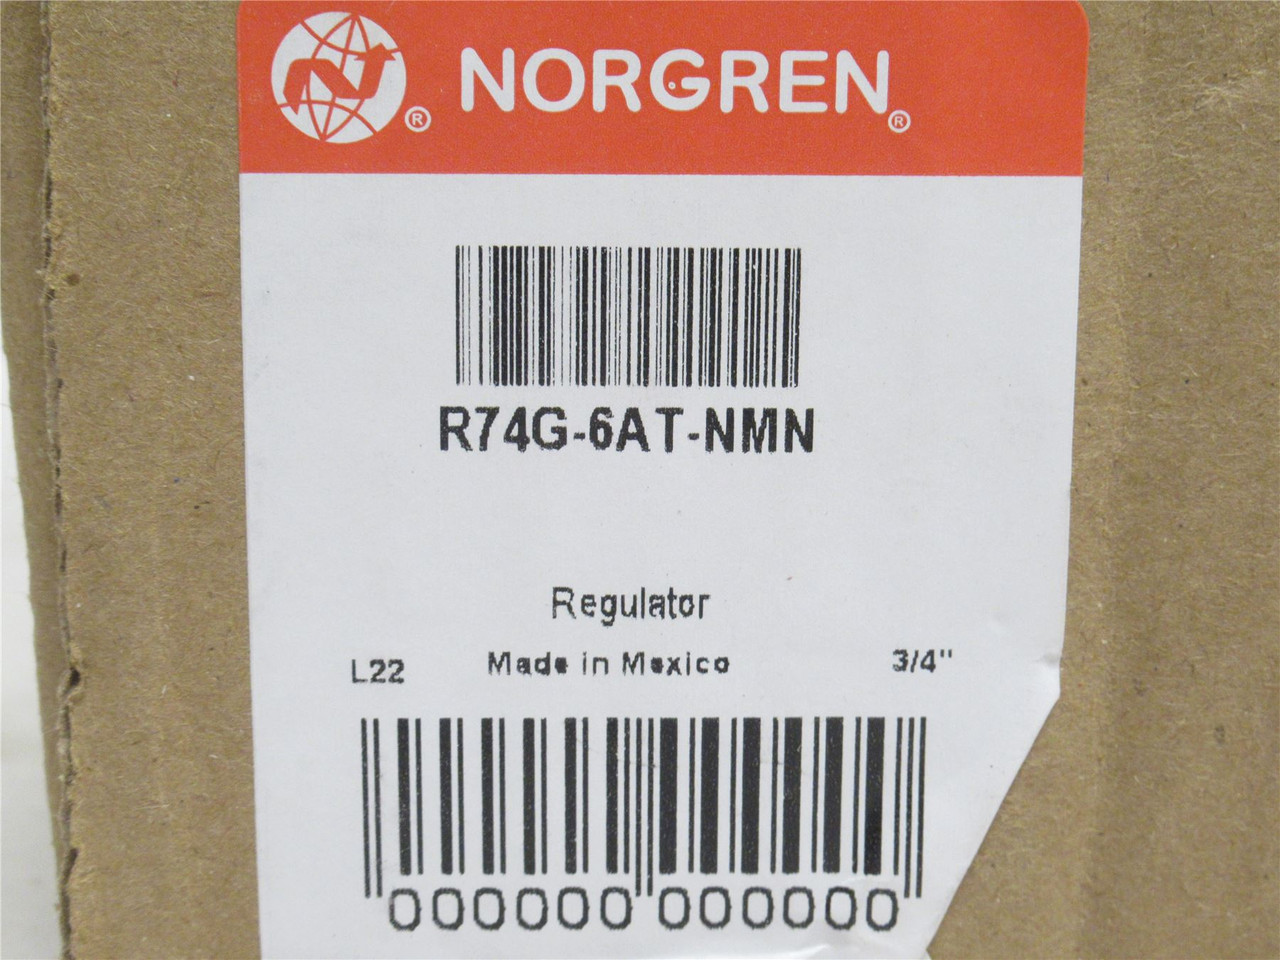 ® NORGREN®
R74G-6AT-NMN
Regulator
L22 Made in Mexico 3/4"
000000 000000